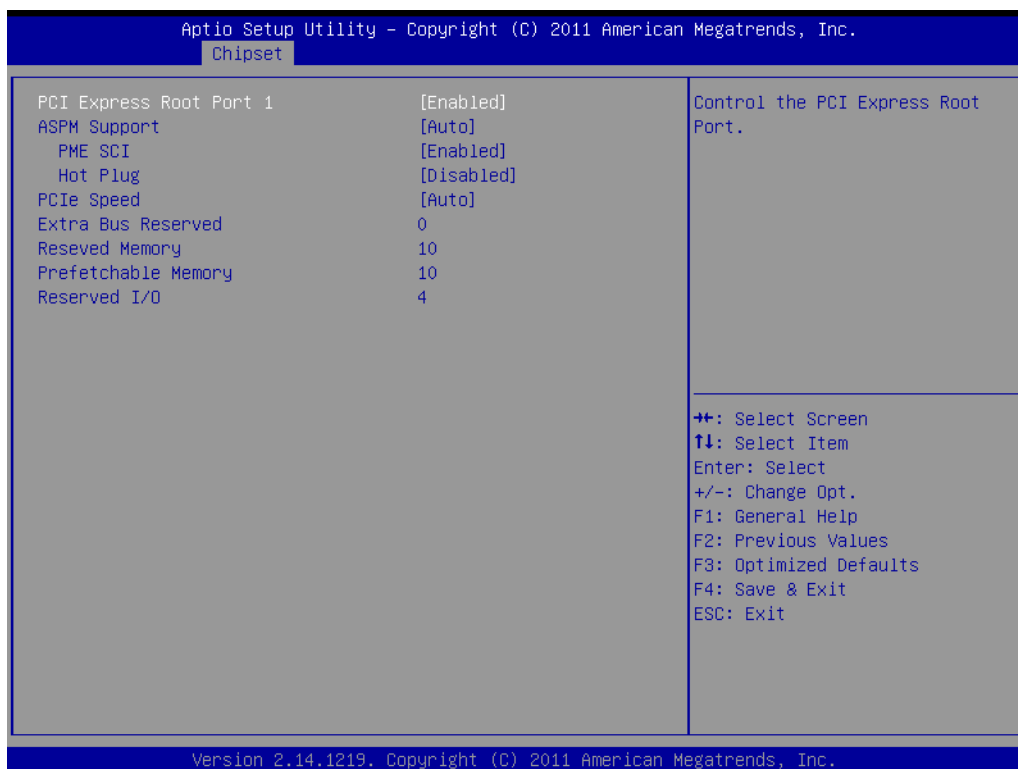 Aptio Setup Utility – Copyright (C) 2011 American Megatrends, Inc.
Chipset
PCI Express Root Port 1 [Enabled]
ASPM Support [Auto]
PME SCI [Enabled]
Hot Plug [Disabled]
PCIe Speed [Auto]
Extra Bus Reserved 0
Reseved Memory 10
Prefetchable Memory 10
Reserved I/O 4
Control the PCI Express Root
Port.
→←: Select Screen
↑↓: Select Item
Enter: Select
+/-: Change Opt.
F1: General Help
F2: Previous Values
F3: Optimized Defaults
F4: Save & Exit
ESC: Exit
Version 2.14.1219. Copyright (C) 2011 American Megatrends, Inc.